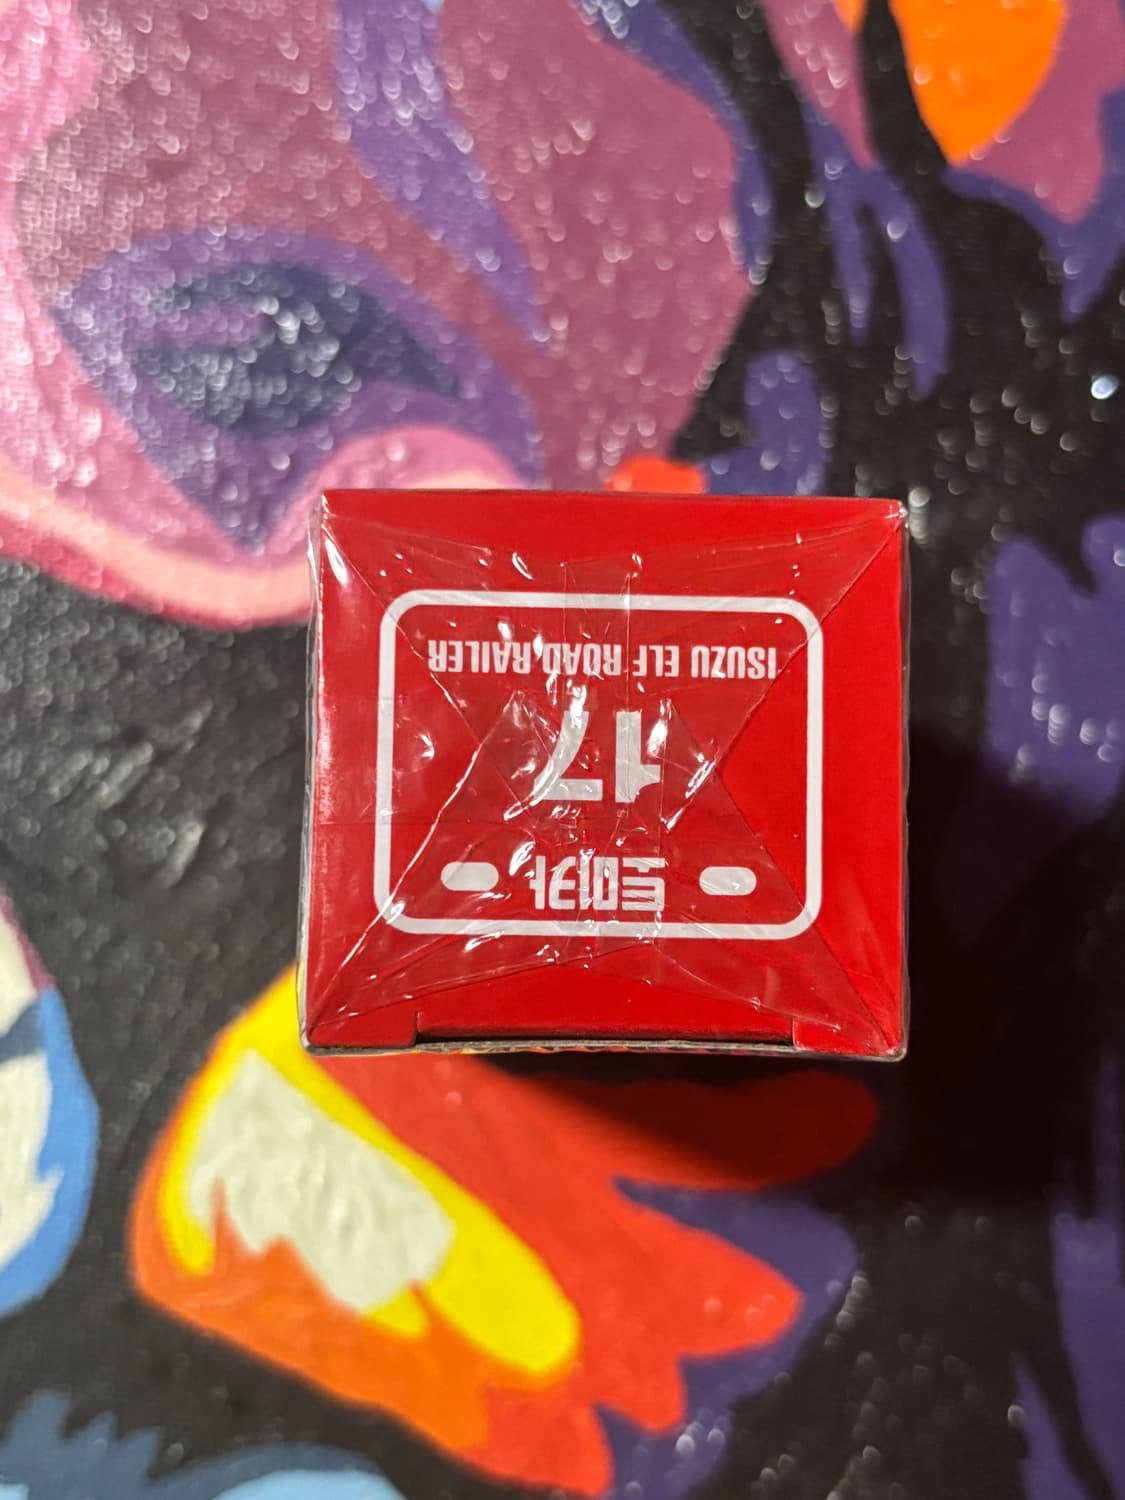 토미카
17
ISUZU ELF ROAD RAILER